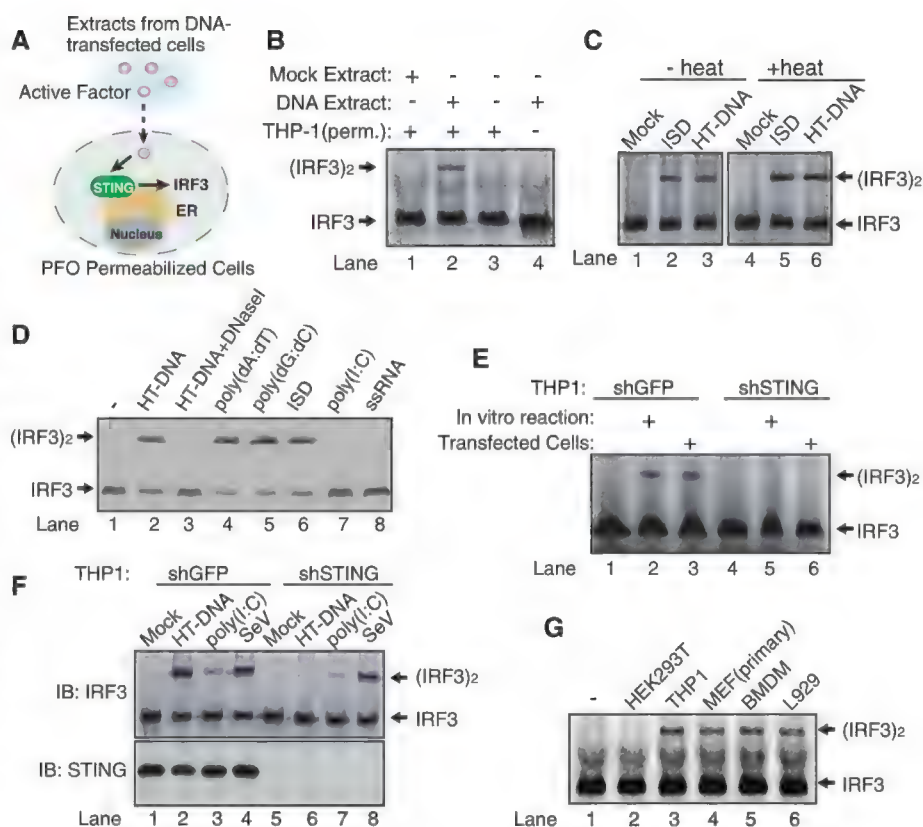 A
Extracts from DNA-
transfected cells
Active Factor
STING
IRF3
ER
Nucleus
PFO Permeabilized Cells
B
Mock Extract: + - - -
DNA Extract: - + - +
THP-1(perm.) + + + -
(IRF3)2
IRF3
Lane 1 2 3 4
C
- heat +heat
Mock ISD HT-DNA Mock ISD HT-DNA
(IRF3)2
IRF3
Lane 1 2 3 4 5 6
D
- HT-DNA HT-DNA+DNaseI poly(dA:dT) poly(dG:dC) ISD poly(I:C) ssRNA
(IRF3)2
IRF3
Lane 1 2 3 4 5 6 7 8
E
THP1: shGFP shSTING
In vitro reaction: + +
Transfected Cells: + +
(IRF3)2
IRF3
Lane 1 2 3 4 5 6
F
THP1: shGFP shSTING
Mock HT-DNA poly(I:C) SeV Mock HT-DNA poly(I:C) SeV
IB: IRF3
(IRF3)2
IRF3
IB: STING
Lane 1 2 3 4 5 6 7 8
G
- HEK293T THP1 MEF(primary) BMDM L929
(IRF3)2
IRF3
Lane 1 2 3 4 5 6